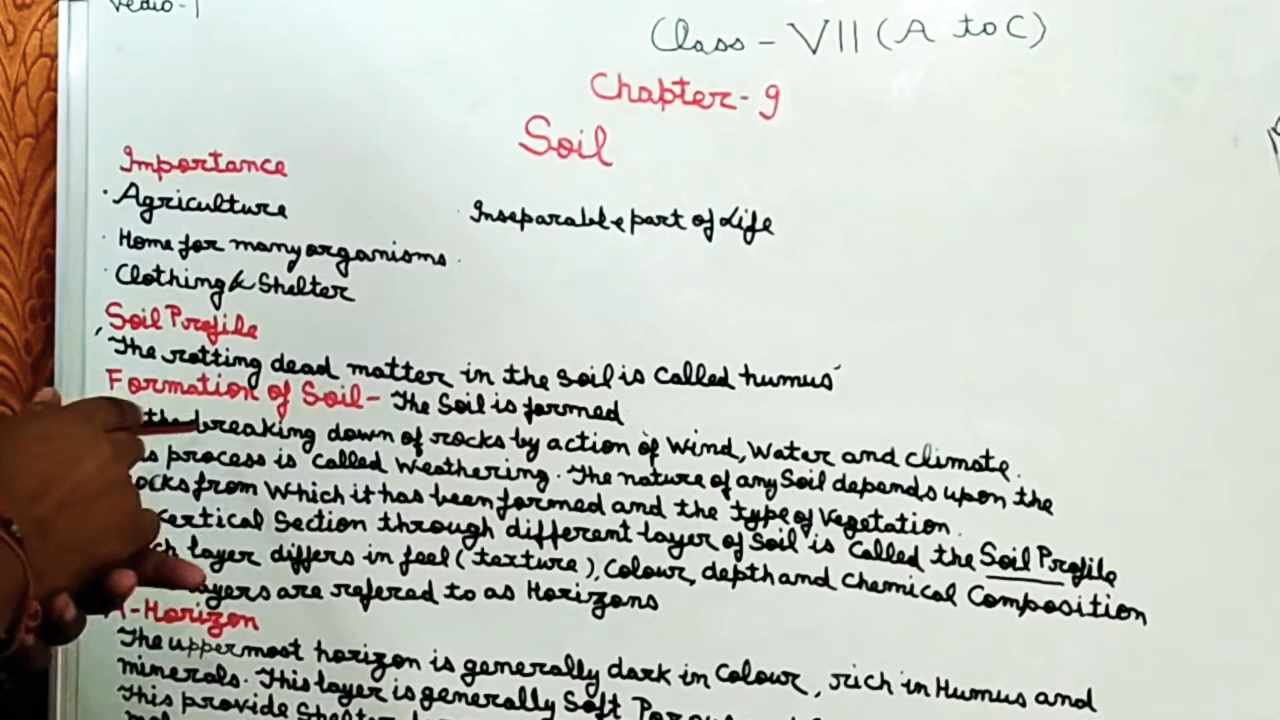 Vedio-1
Class - VII (A to C)
Chapter-9
Soil
Importance
· Agriculture
· Inseparable part of Life
· Home for many organisms.
· Clothing & Shelter
Soil Profile
'The rotting dead matter in the soil is called humus'
Formation of Soil- The Soil is formed
the breaking down of rocks by action of wind, water and climate.
process is called weathering. The nature of any Soil depends upon the
rocks from which it has been formed and the type of vegetation.
vertical Section through different layer of Soil is called the Soil Profile
layer differs in feel (texture), colour, depth and chemical composition
layers are refered to as Horizons
A-Horizon
The uppermost horizon is generally dark in colour, rich in Humus and
minerals. This layer is generally Soft
This provide Shelter